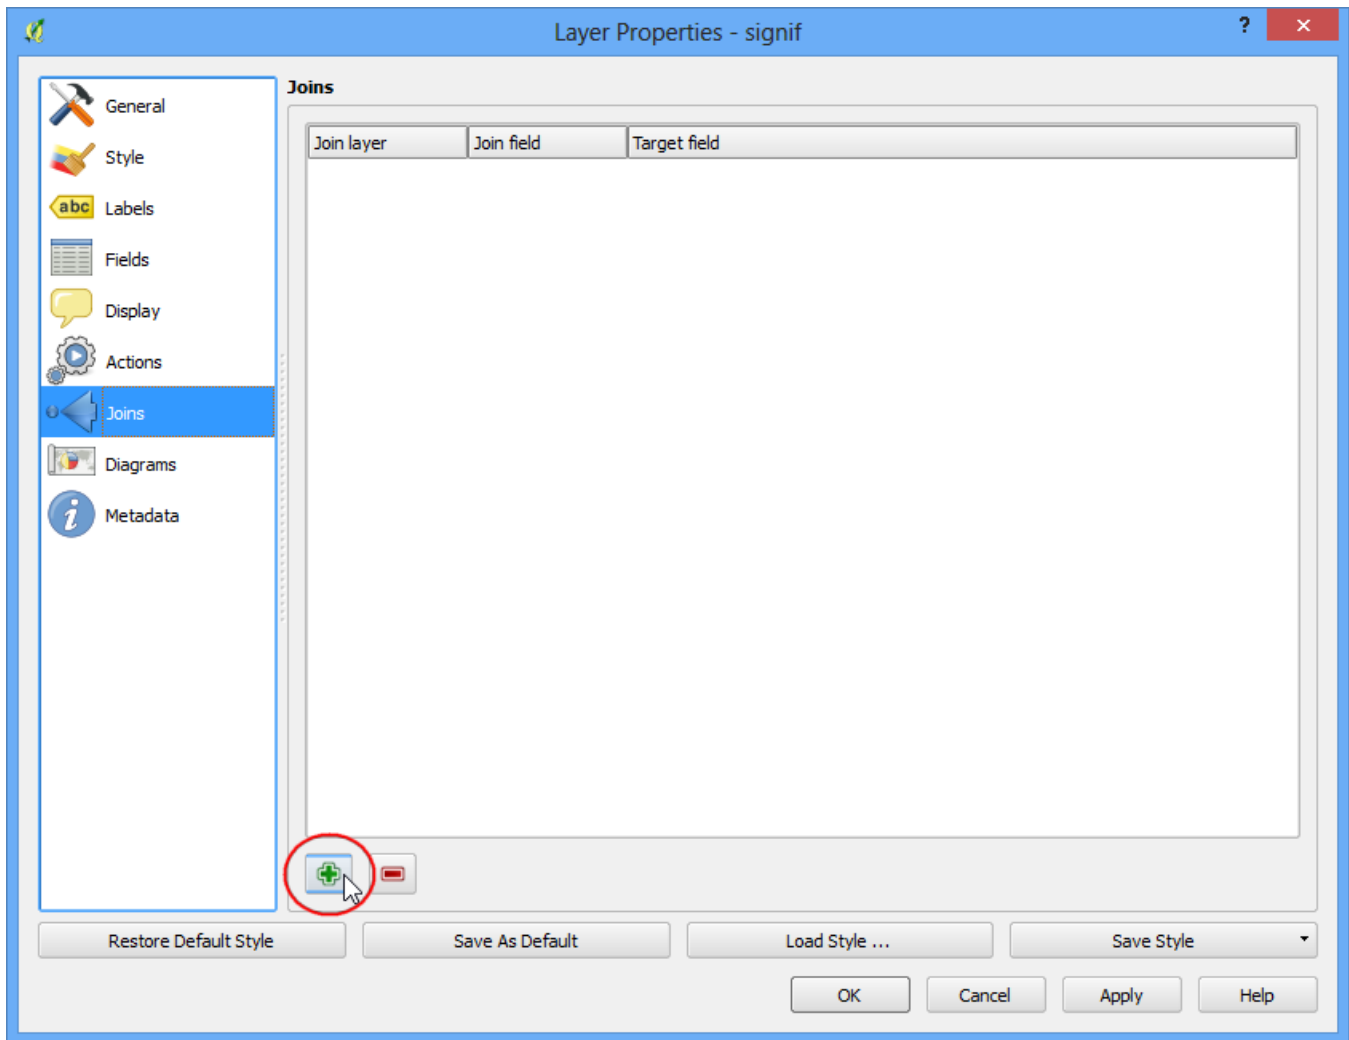 Layer Properties - signif
?
General
Style
abc Labels
Fields
Display
Actions
Joins
Diagrams
i Metadata
Joins
Join layer Join field Target field
Restore Default Style Save As Default Load Style ... Save Style
OK Cancel Apply Help